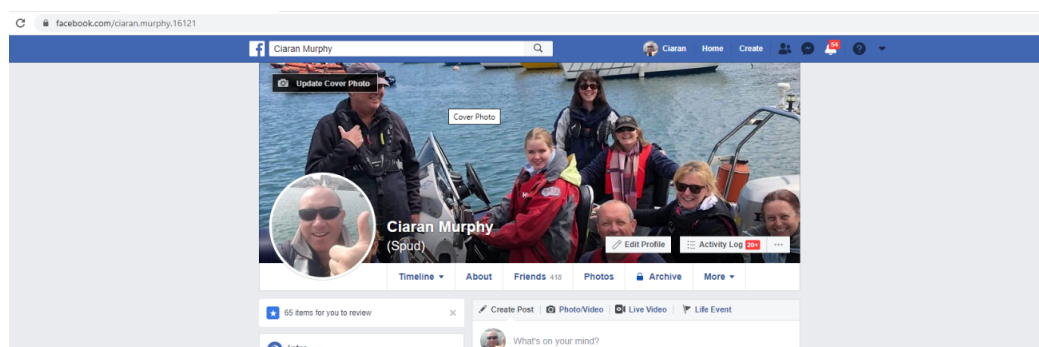 facebook.com/ciaran.murphy.16121
f Ciaran Murphy Ciaran Home Create 54
Update Cover Photo
Cover Photo
Ciaran Murphy
(Spud)
Edit Profile Activity Log 20+ ...
Timeline About Friends 418 Photos Archive More
65 items for you to review
Create Post Photo/Video Live Video Life Event
What's on your mind?